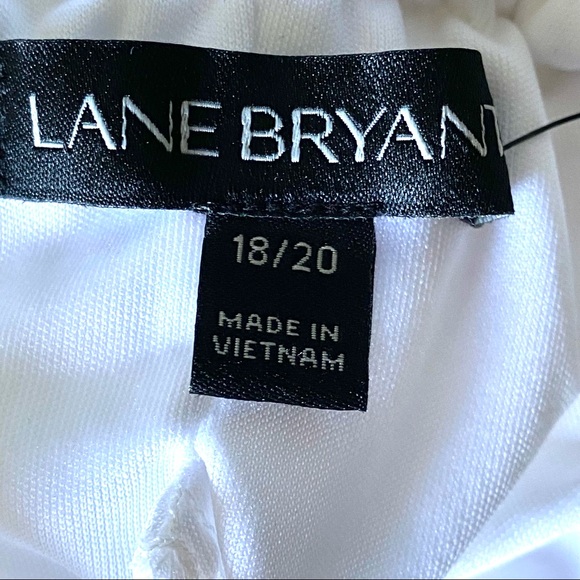 LANE BRYANT
18/20
MADE IN
VIETNAM